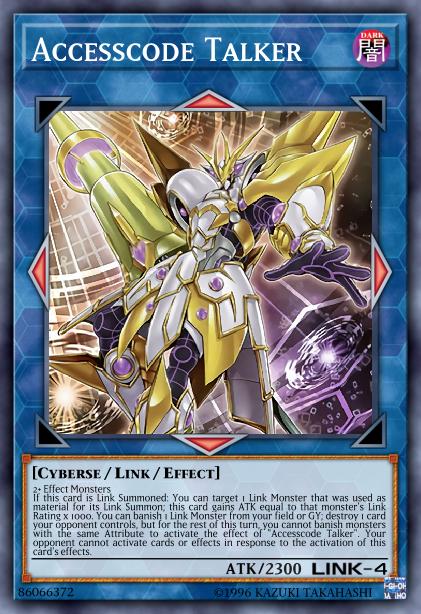 ACCESSCODE TALKER
DARK
闇
[CYBERSE / LINK / EFFECT]
2+ Effect Monsters
If this card is Link Summoned: You can target 1 Link Monster that was used as
material for its Link Summon; this card gains ATK equal to that monster's Link
Rating x 1000. You can banish 1 Link Monster from your field or GY; destroy 1 card
your opponent controls, but for the rest of this turn, you cannot banish monsters
with the same Attribute to activate the effect of "Accesscode Talker". Your
opponent cannot activate cards or effects in response to the activation of this
card's effects.
ATK/2300 LINK-4
86066372
©1996 KAZUKI TAKAHASHI